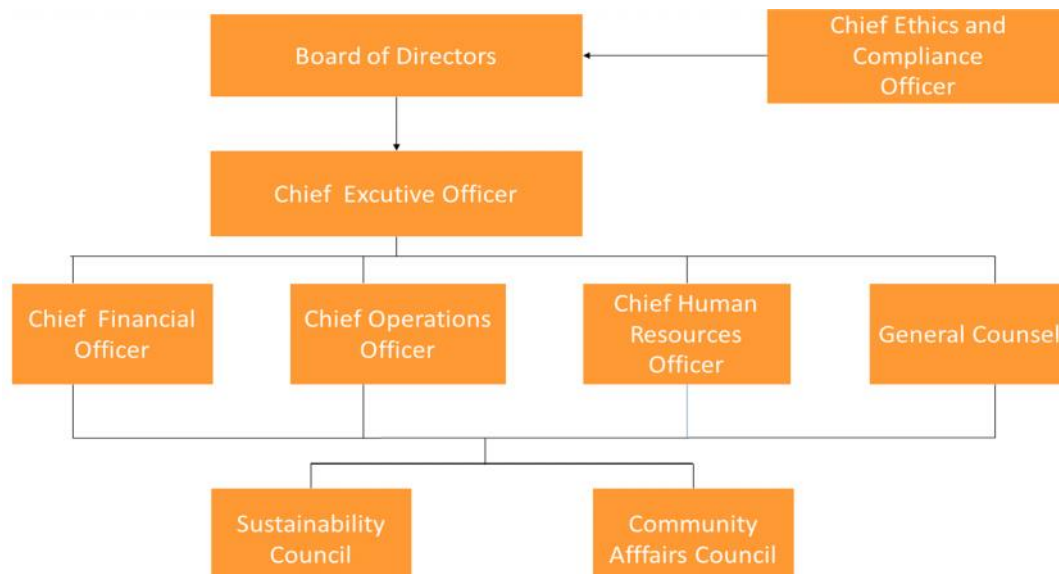 Board of Directors
Chief Ethics and
Compliance
Officer
Chief Excutive Officer
Chief Financial
Officer
Chief Operations
Officer
Chief Human
Resources
Officer
General Counsel
Sustainability
Council
Community
Afffairs Council